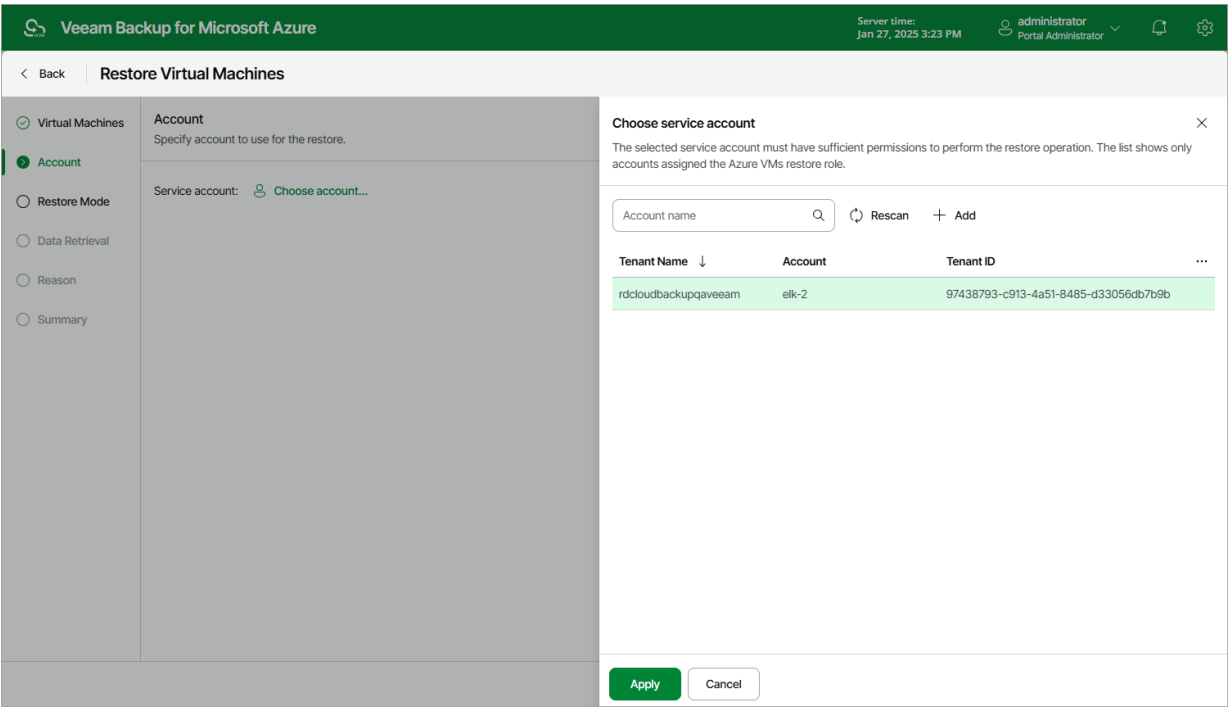 Veeam Backup for Microsoft Azure
Server time:
Jan 27, 2025 3:23 PM
administrator
Portal Administrator
Back
Restore Virtual Machines
Virtual Machines
Account
Restore Mode
Data Retrieval
Reason
Summary
Account
Specify account to use for the restore.
Service account: Choose account...
Choose service account
The selected service account must have sufficient permissions to perform the restore operation. The list shows only
accounts assigned the Azure VMs restore role.
Account name Rescan Add
Tenant Name Account Tenant ID ...
rdcloudbackupqaveeam elk-2 97438793-c913-4a51-8485-d33056db7b9b
Apply Cancel